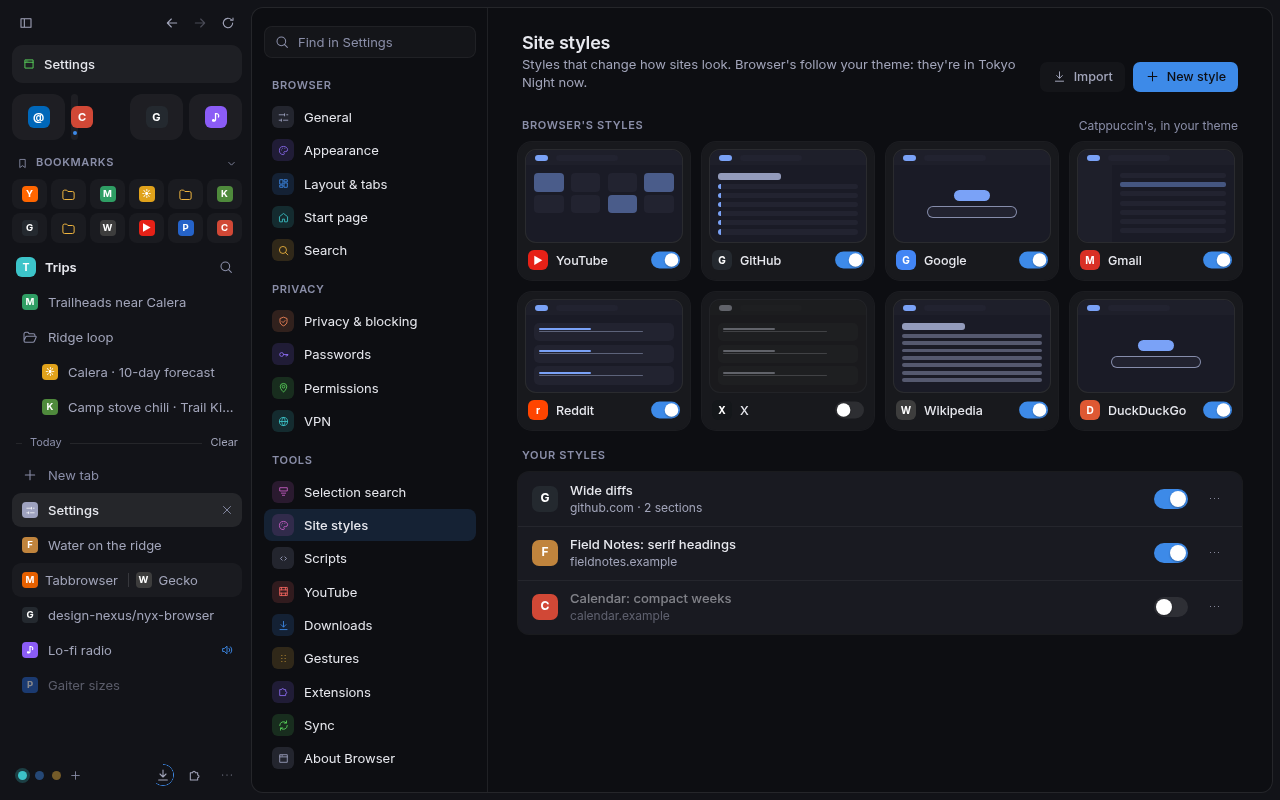 Settings
@
C
G
BOOKMARKS
Y
M
K
G
W
P
C
T
Trips
M
Trailheads near Calera
Ridge loop
Calera · 10-day forecast
K
Camp stove chili · Trail Ki...
Today
Clear
New tab
Settings
F
Water on the ridge
M
Tabbrowser
W
Gecko
G
design-nexus/nyx-browser
Lo-fi radio
P
Gaiter sizes
Find in Settings
BROWSER
General
Appearance
Layout & tabs
Start page
Search
PRIVACY
Privacy & blocking
Passwords
Permissions
VPN
TOOLS
Selection search
Site styles
Scripts
YouTube
Downloads
Gestures
Extensions
Sync
About Browser
Site styles
Styles that change how sites look. Browser's follow your theme: they're in Tokyo
Night now.
Import
New style
BROWSER'S STYLES
Catppuccin's, in your theme
YouTube
G
GitHub
G
Google
M
Gmail
r
Reddit
X
X
W
Wikipedia
D
DuckDuckGo
YOUR STYLES
G
Wide diffs
github.com · 2 sections
F
Field Notes: serif headings
fieldnotes.example
C
Calendar: compact weeks
calendar.example